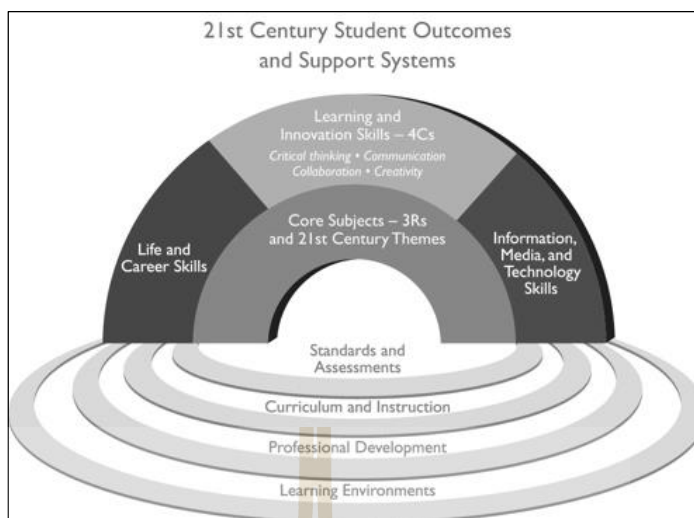 21st Century Student Outcomes
and Support Systems
Learning and
Innovation Skills – 4Cs
Critical thinking • Communication
Collaboration • Creativity
Core Subjects – 3Rs
and 21st Century Themes
Life and
Career Skills
Information,
Media, and
Technology
Skills
Standards and
Assessments
Curriculum and Instruction
Professional Development
Learning Environments